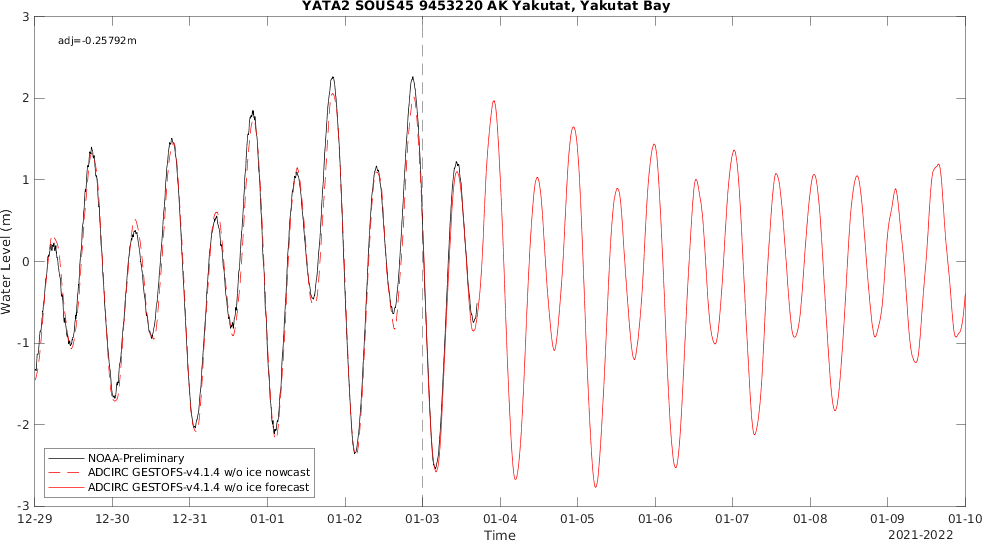 YATA2 SOUS45 9453220 AK Yakutat, Yakutat Bay
adj=-0.25792m
3
2
1
0
-1
-2
-3
Water Level (m)
NOAA-Preliminary
ADCIRC GESTOFS-v4.1.4 w/o ice nowcast
ADCIRC GESTOFS-v4.1.4 w/o ice forecast
12-29 12-30 12-31 01-01 01-02 01-03 01-04 01-05 01-06 01-07 01-08 01-09 01-10
Time
2021-2022